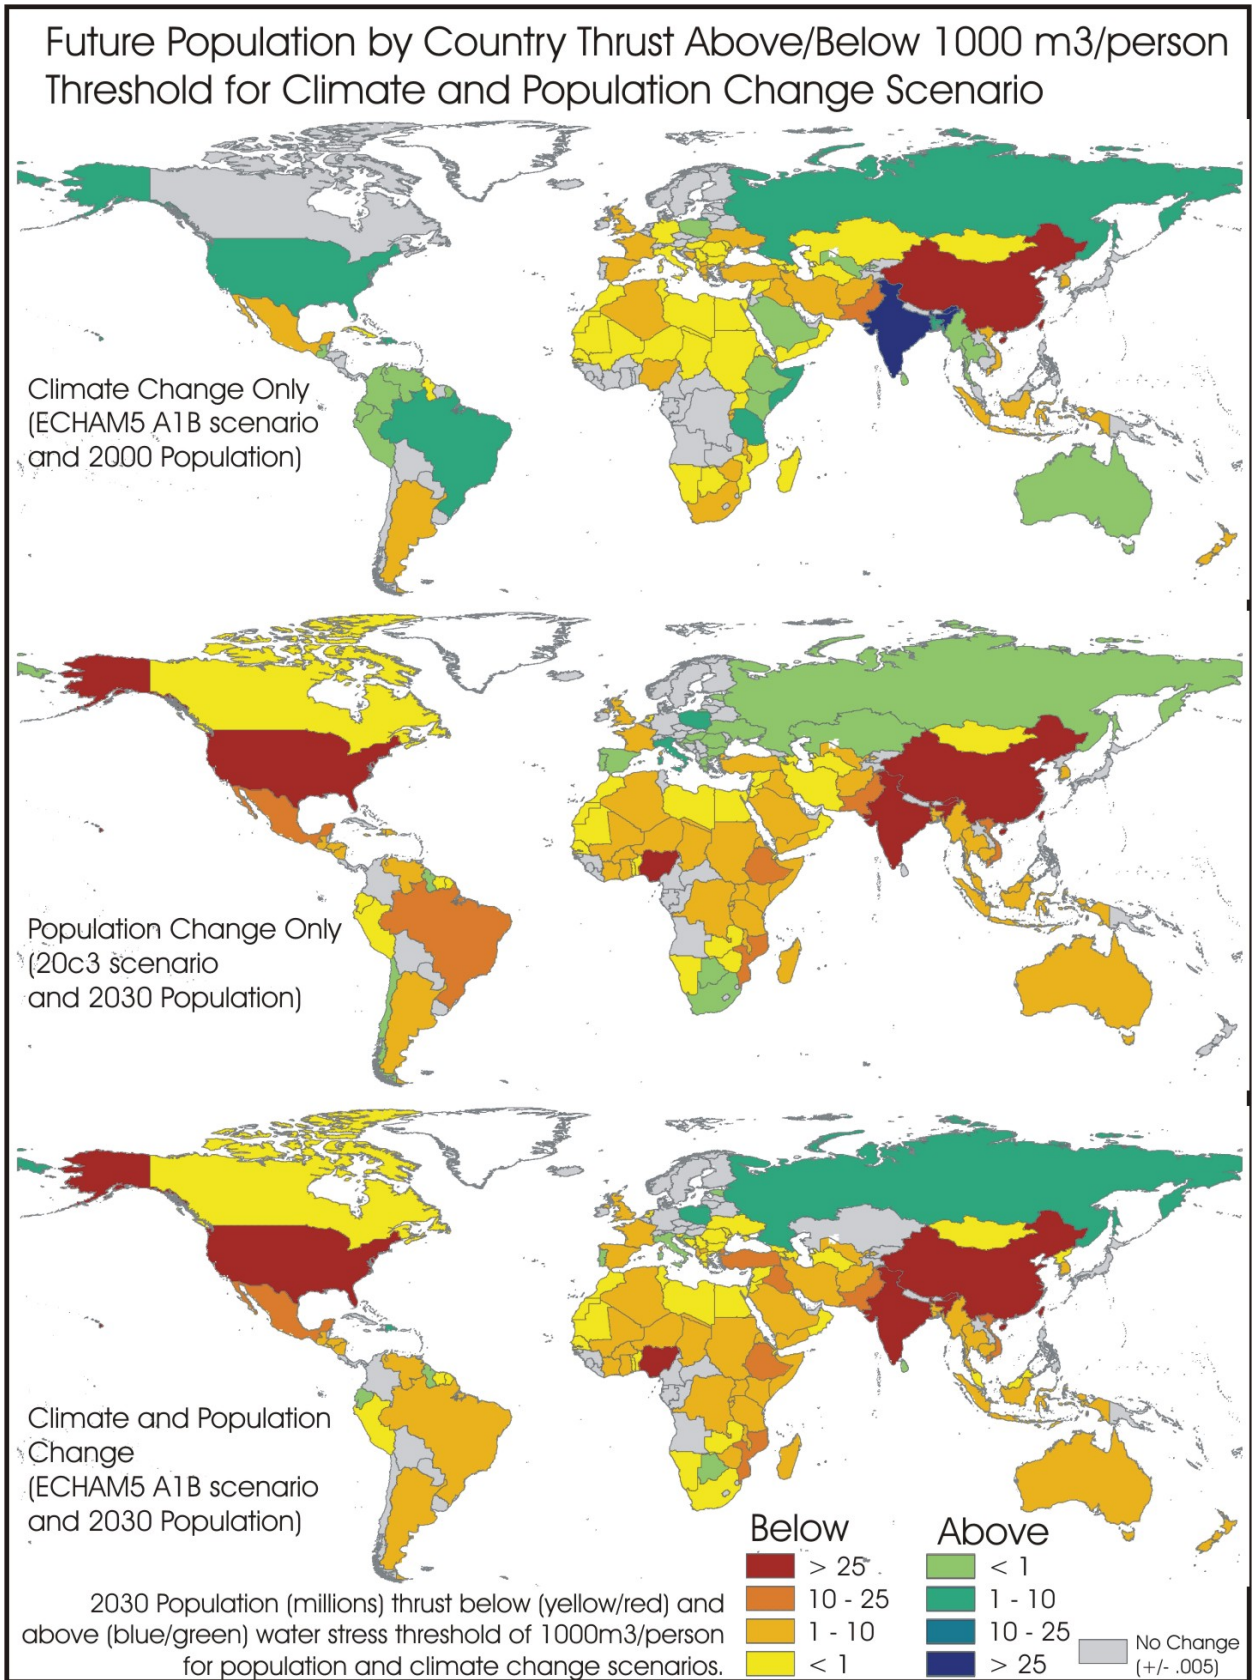 Future Population by Country Thrust Above/Below 1000 m3/person
Threshold for Climate and Population Change Scenario
Climate Change Only
(ECHAM5 A1B scenario
and 2000 Population)
Population Change Only
(20c3 scenario
and 2030 Population)
Climate and Population
Change
(ECHAM5 A1B scenario
and 2030 Population)
2030 Population (millions) thrust below (yellow/red) and
above (blue/green) water stress threshold of 1000m3/person
for population and climate change scenarios.
Below
> 25
10 - 25
1 - 10
< 1
Above
< 1
1 - 10
10 - 25
> 25
No Change
(+/- .005)